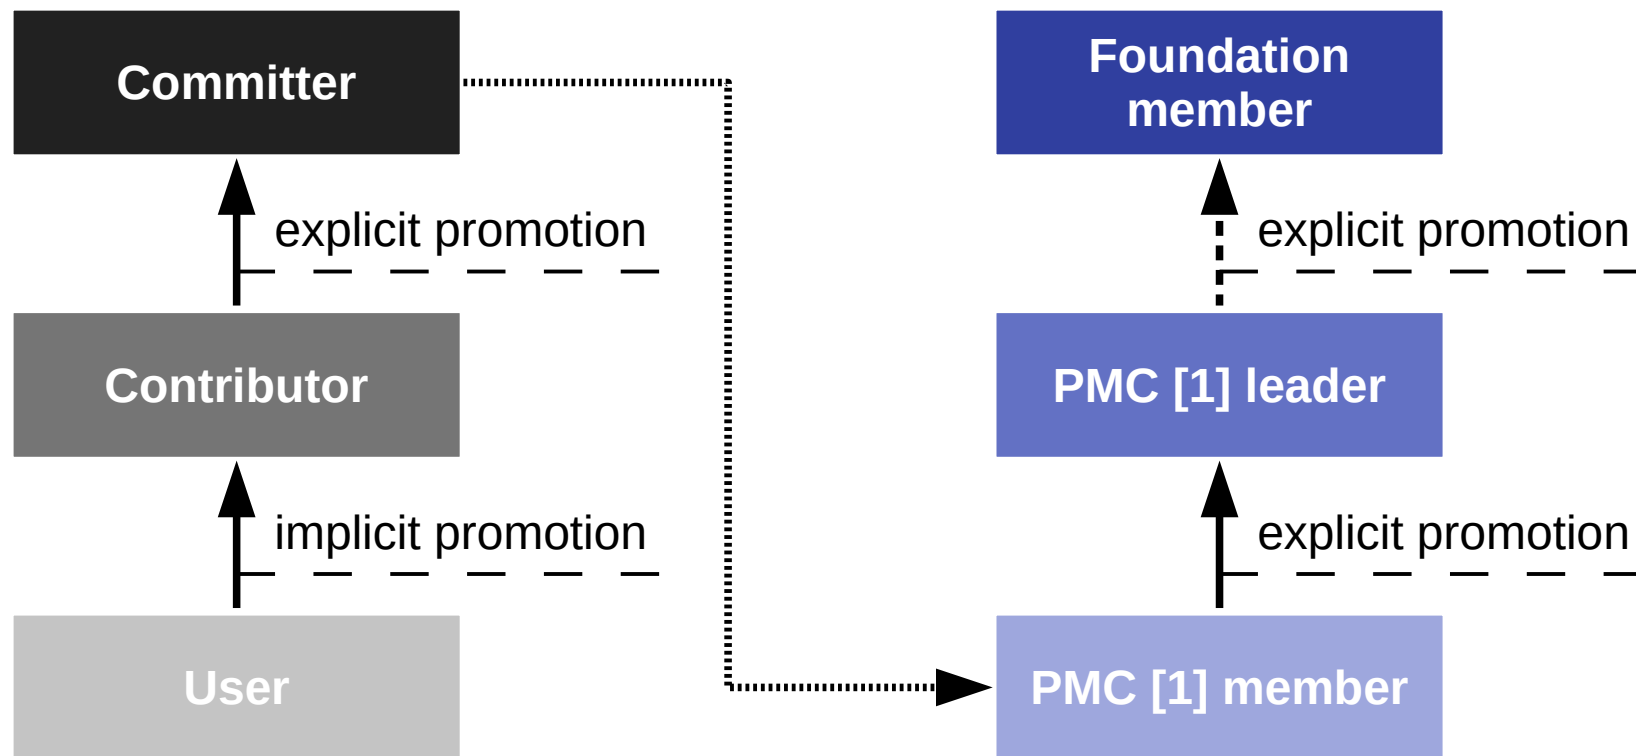 Committer
explicit promotion
Contributor
implicit promotion
User
Foundation
member
explicit promotion
PMC [1] leader
explicit promotion
PMC [1] member